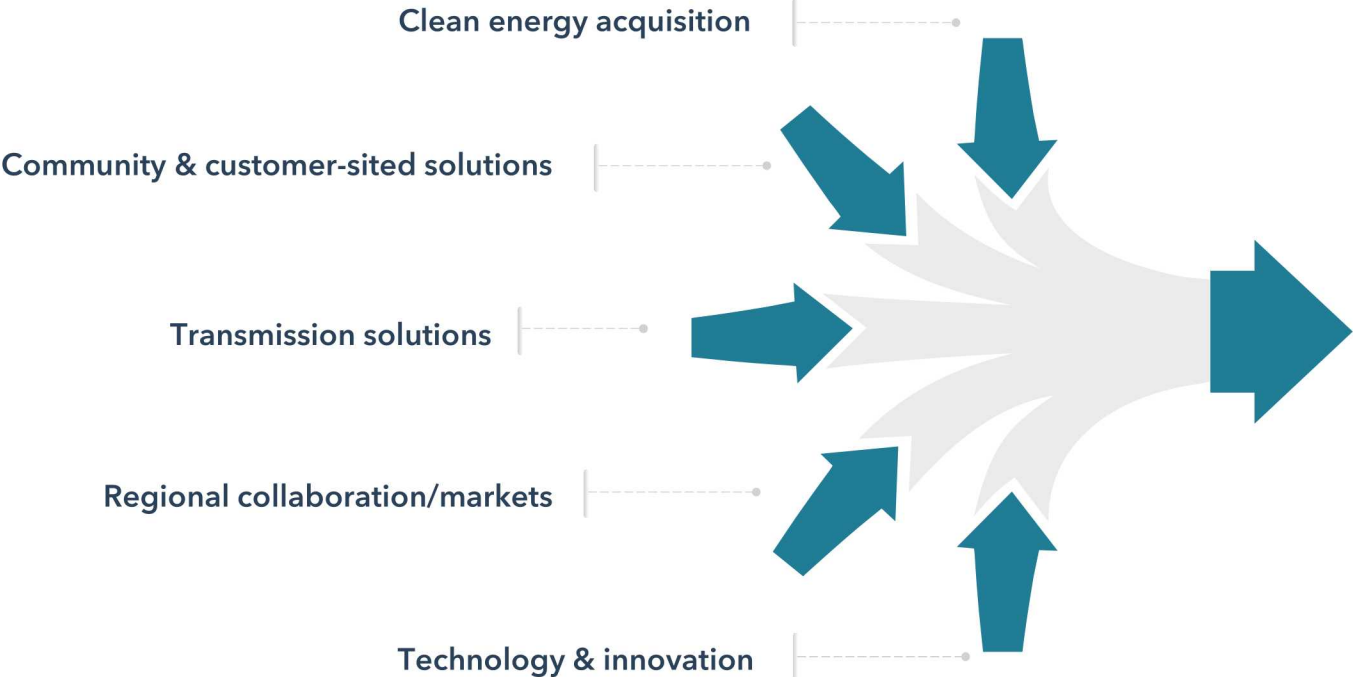 Clean energy acquisition
Community & customer-sited solutions
Transmission solutions
Regional collaboration/markets
Technology & innovation